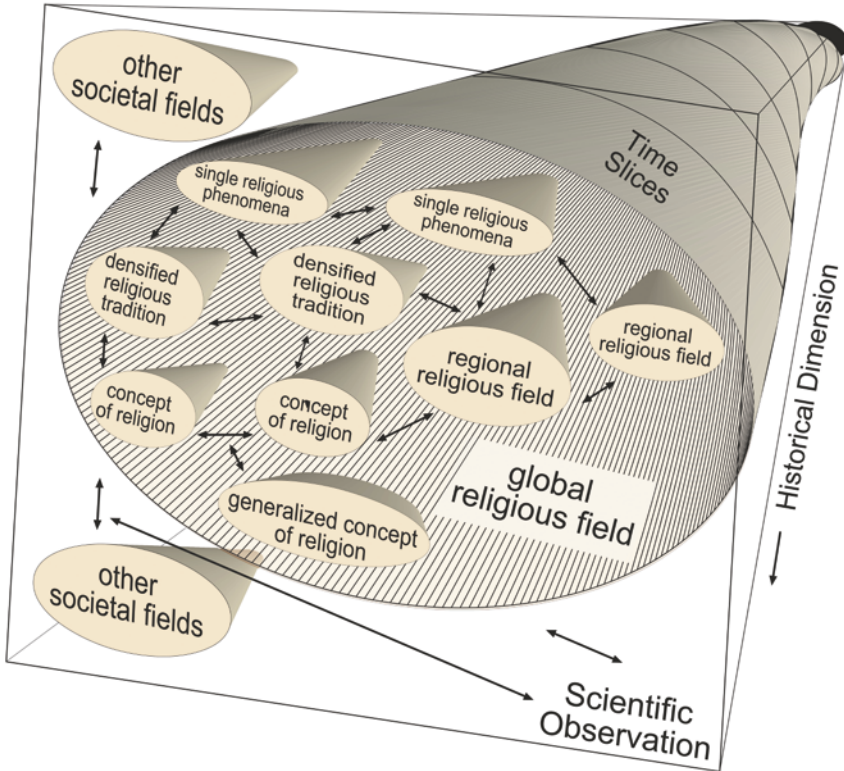 other
societal fields
Time
Slices
single religious
phenomena
single religious
phenomena
densified
religious
tradition
densified
religious
tradition
regional
religious field
regional
religious field
concept
of religion
concept
of religion
global
religious field
generalized concept
of religion
other
societal fields
Historical Dimension
Scientific
Observation